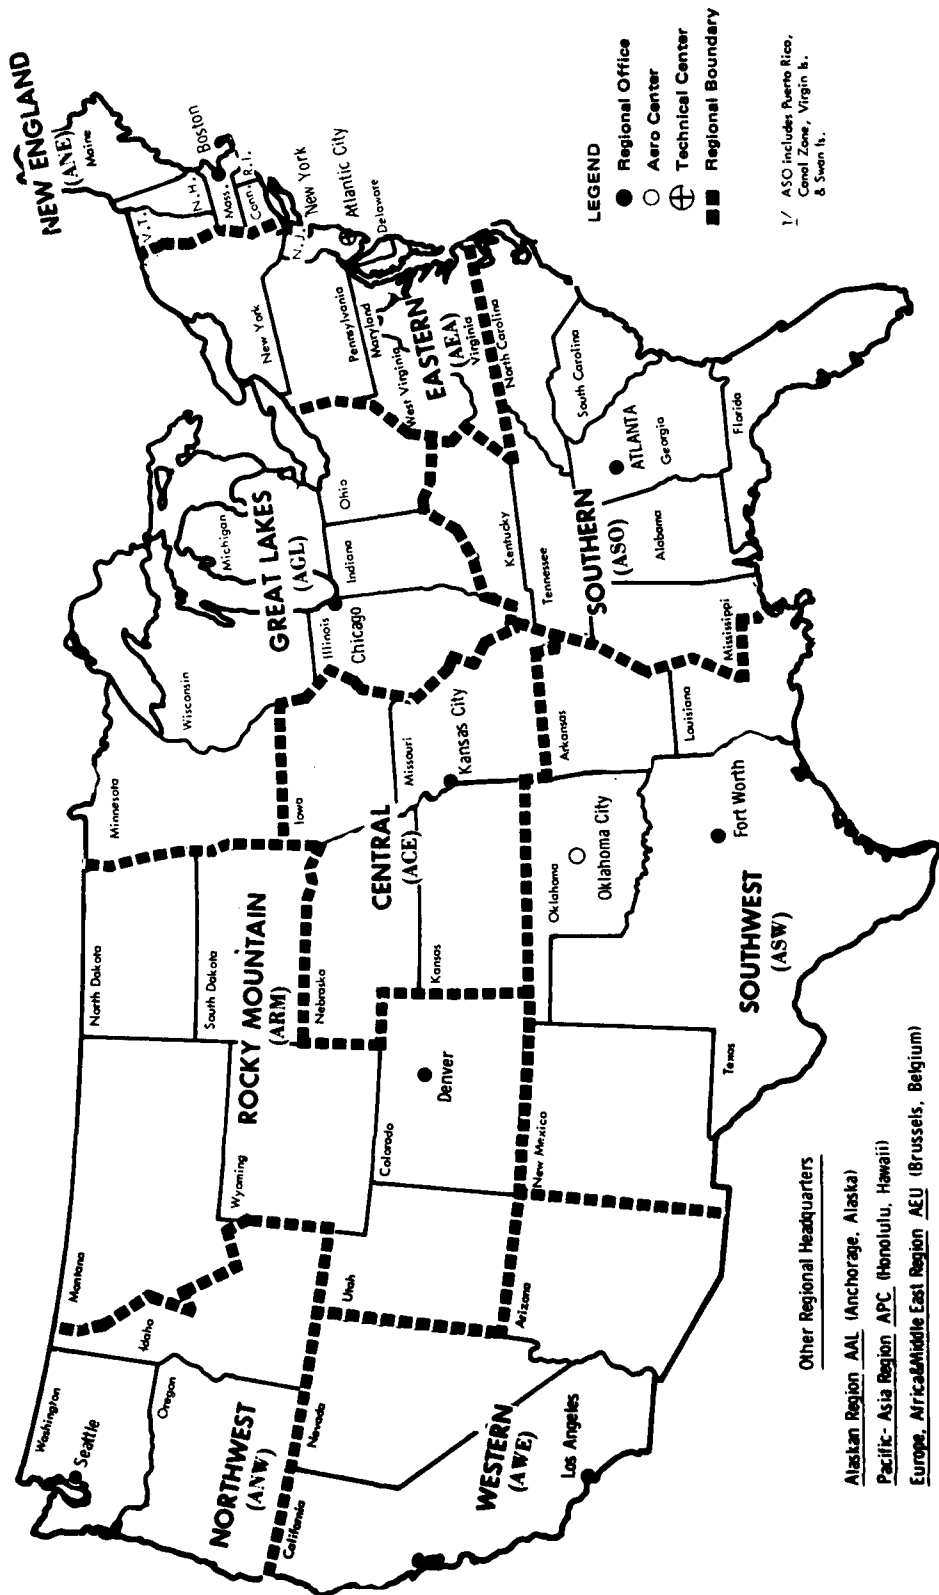 NEW ENGLAND
(ANE)
Maine
V.T.
N.H.
Boston
Mass.
Conn.
R.I.
New York
New York
N.J.
Atlantic City
Delaware
Pennsylvania
Maryland
West Virginia
EASTERN
(AEA)
Virginia
North Carolina
South Carolina
GREAT LAKES
(AGL)
Michigan
Wisconsin
Minnesota
Illinois
Chicago
Indiana
Ohio
Kentucky
Tennessee
SOUTHERN
(ASO)
ATLANTA
Georgia
Alabama
Florida
Mississippi
CENTRAL
(ACE)
Iowa
Missouri
Kansas City
Nebraska
Kansas
ROCKY MOUNTAIN
(ARM)
North Dakota
South Dakota
Montana
Wyoming
Colorado
Denver
Utah
SOUTHWEST
(ASW)
Arkansas
Louisiana
Oklahoma
Oklahoma City
Fort Worth
Texas
New Mexico
NORTHWEST
(ANW)
Washington
Seattle
Oregon
Idaho
WESTERN
(AWE)
California
Nevada
Arizona
Los Angeles
LEGEND
Regional Office
Aero Center
Technical Center
Regional Boundary
1/ ASO includes Puerto Rico,
Canal Zone, Virgin Is.
& Swan Is.
Other Regional Headquarters
Alaskan Region AAL (Anchorage, Alaska)
Pacific- Asia Region APC (Honolulu, Hawaii)
Europe, Africa&Middle East Region AEU (Brussels, Belgium)